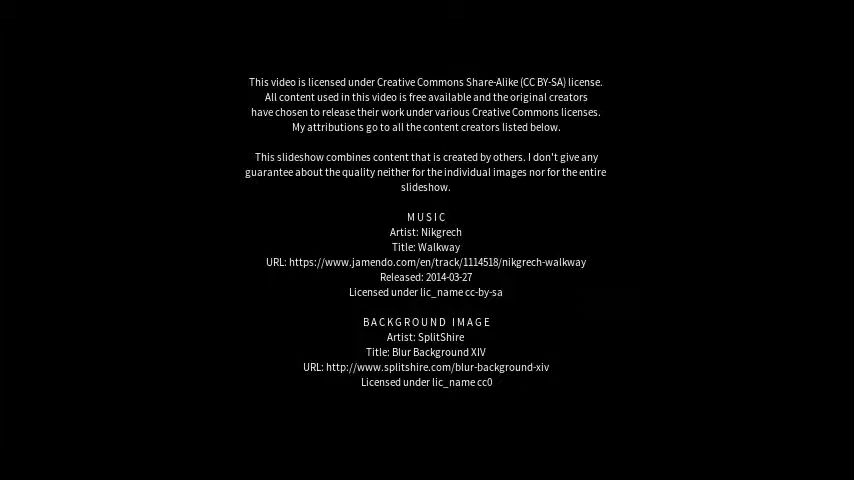 This video is licensed under Creative Commons Share-Alike (CC BY-SA) license.
All content used in this video is free available and the original creators
have chosen to release their work under various Creative Commons licenses.
My attributions go to all the content creators listed below.
This slideshow combines content that is created by others. I don't give any
guarantee about the quality neither for the individual images nor for the entire
slideshow.
MUSIC
Artist: Nikgrech
Title: Walkway
URL: https://www.jamendo.com/en/track/1114518/nikgrech-walkway
Released: 2014-03-27
Licensed under lic_name cc-by-sa
BACKGROUND IMAGE
Artist: SplitShire
Title: Blur Background XIV
URL: http://www.splitshire.com/blur-background-xiv
Licensed under lic_name cc0